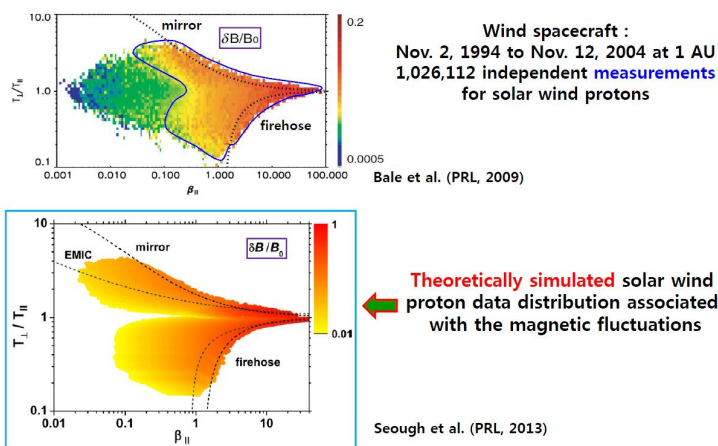 10.0
mirror
δB/B₀
T⊥/T||
1.0
firehose
0.1
0.001
0.010
0.100
1.000
10.000
100.000
β||
0.2
0.0005
Wind spacecraft :
Nov. 2, 1994 to Nov. 12, 2004 at 1 AU
1,026,112 independent measurements
for solar wind protons
Bale et al. (PRL, 2009)
10
mirror
EMIC
δB/B₀
T⊥ / T||
1
firehose
0.1
0.01
0.1
1
10
β||
1
0.01
Theoretically simulated solar wind
proton data distribution associated
with the magnetic fluctuations
Seough et al. (PRL, 2013)